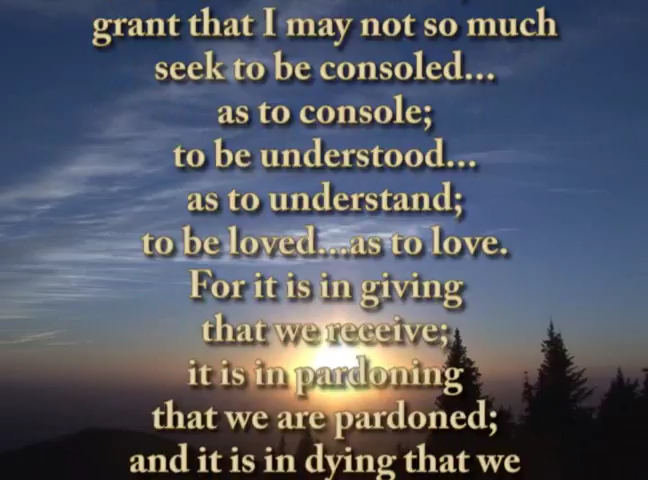 grant that I may not so much
seek to be consoled...
as to console;
to be understood...
as to understand;
to be loved...as to love.
For it is in giving
that we receive;
it is in pardoning
that we are pardoned;
and it is in dying that we